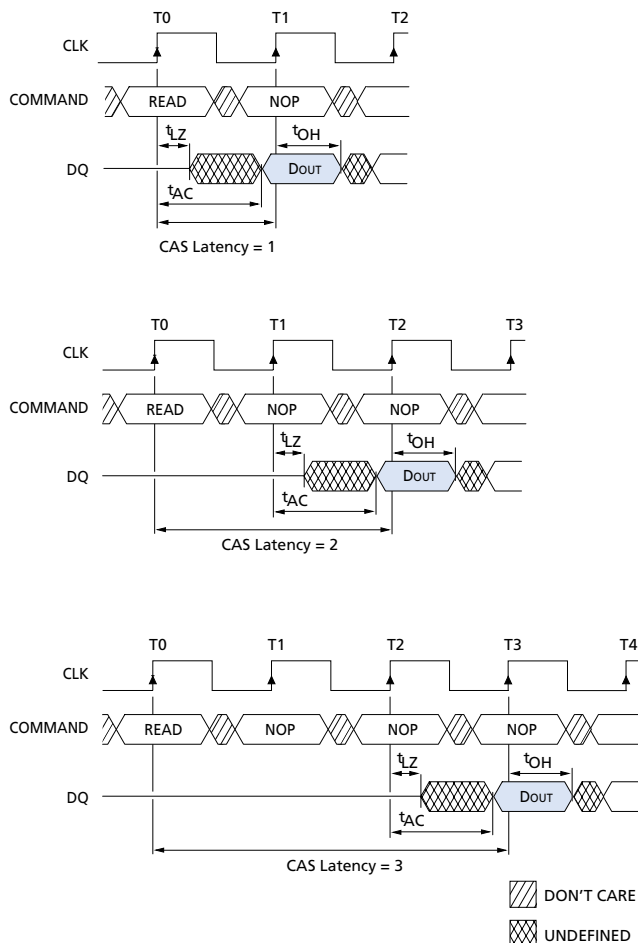 T0 T1 T2
CLK
COMMAND READ NOP
tLZ tOH
DQ DOUT
tAC
CAS Latency = 1
T0 T1 T2 T3
CLK
COMMAND READ NOP NOP
tLZ tOH
DQ DOUT
tAC
CAS Latency = 2
T0 T1 T2 T3 T4
CLK
COMMAND READ NOP NOP NOP
tLZ tOH
DQ DOUT
tAC
CAS Latency = 3
DON'T CARE
UNDEFINED